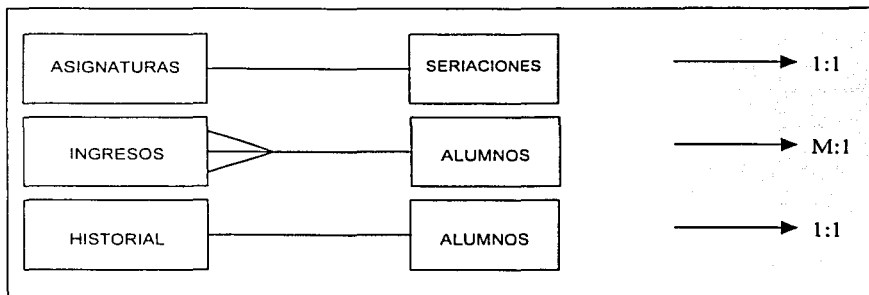 ASIGNATURAS SERIACIONES 1:1
INGRESOS ALUMNOS M:1
HISTORIAL ALUMNOS 1:1